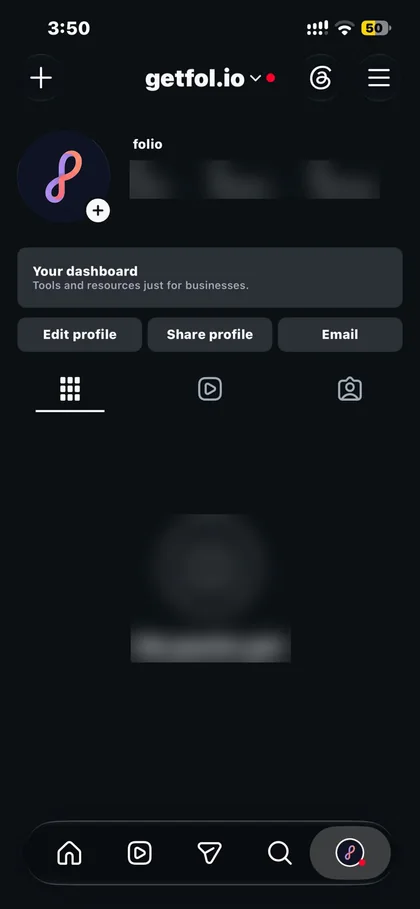 3:50
50
getfol.io
folio
Your dashboard
Tools and resources just for businesses.
Edit profile
Share profile
Email